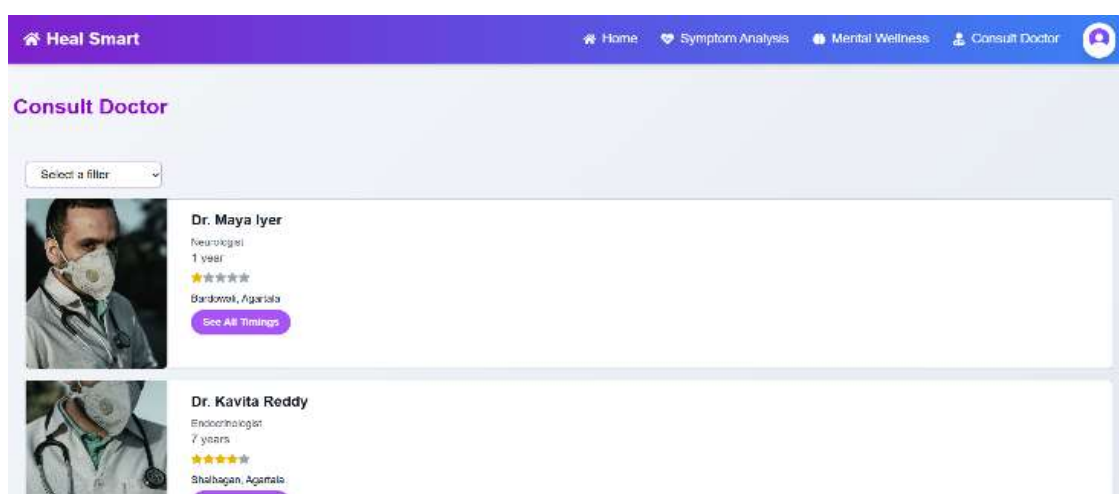 Heal Smart
Home
Symptom Analysis
Mental Wellness
Consult Doctor
Consult Doctor
Select a filter
Dr. Maya Iyer
Neurologist
1 year
Bardowali, Agartala
See All Timings
Dr. Kavita Reddy
Endocrinologist
7 years
Shalbagan, Agartala